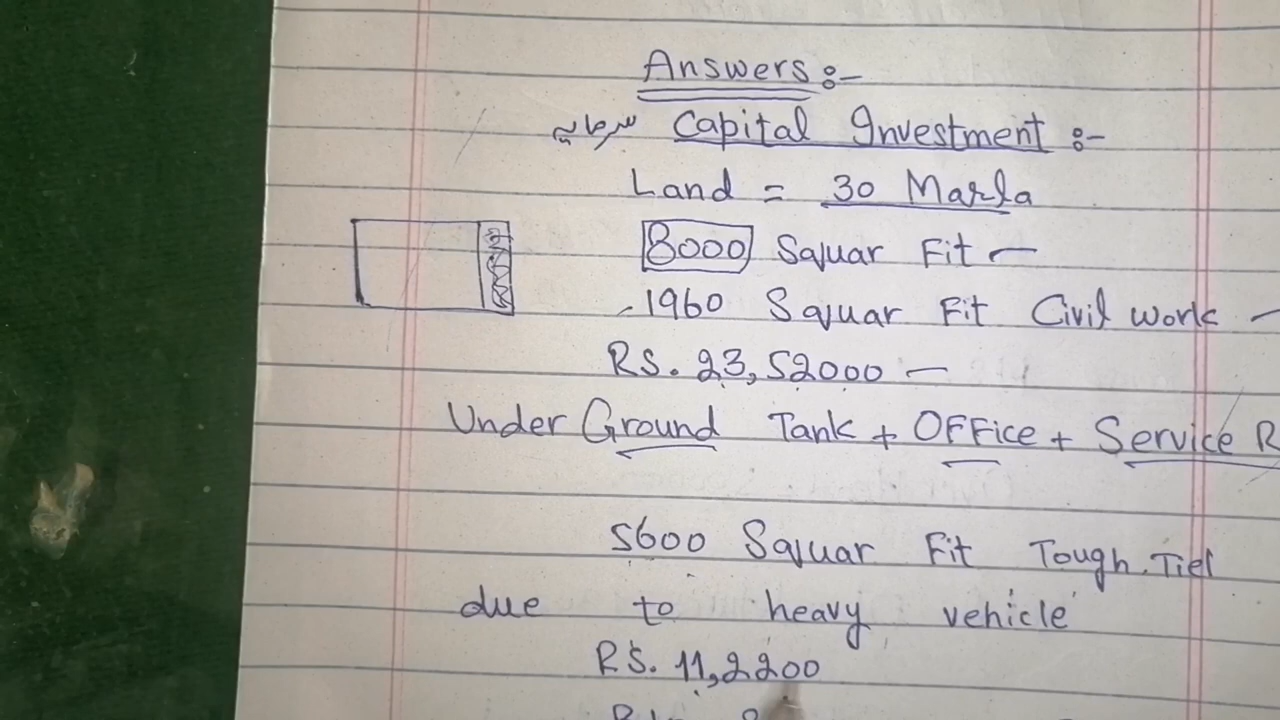 Answers :-
سرمایہ Capital Investment :-
Land = 30 Marla
8000 Squar Fit -
1960 Squar Fit Civil work -
RS. 23,52000 -
Under Ground Tank + OFFice + Service R
5600 Squar Fit Tough.Tiel
due to heavy vehicle
RS. 11,2200